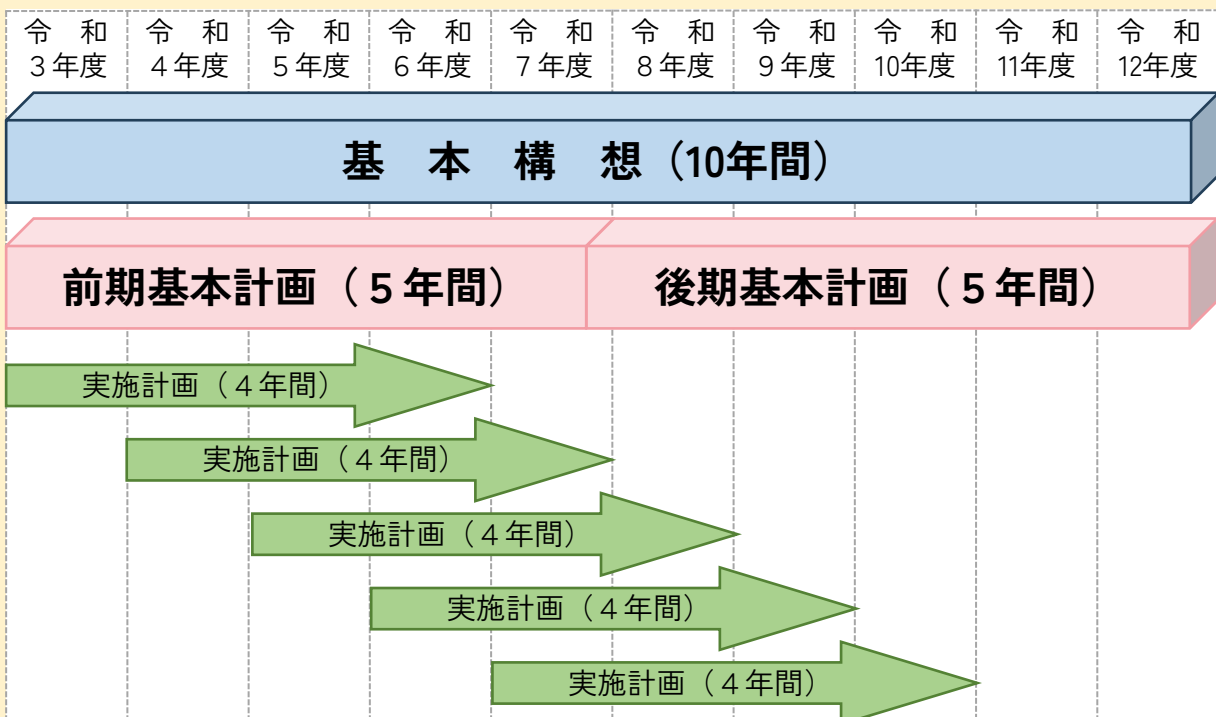 令　和　令　和　令　和　令　和　令　和　令　和　令　和　令　和　令　和　令　和
３年度　４年度　５年度　６年度　７年度　８年度　９年度　10年度　11年度　12年度
基　本　構　想（10年間）
前期基本計画（５年間）　後期基本計画（５年間）
実施計画（４年間）
実施計画（４年間）
実施計画（４年間）
実施計画（４年間）
実施計画（４年間）